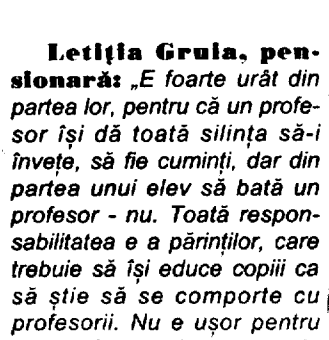 Letiția Gruia, pen-
sionară: „E foarte urât din
partea lor, pentru că un profe-
sor își dă toată silința să-i
învețe, să fie cuminți, dar din
partea unui elev să bată un
profesor - nu. Toată respon-
sabilitatea e a părinților, care
trebuie să își educe copiii ca
să știe să se comporte cu
profesorii. Nu e ușor pentru